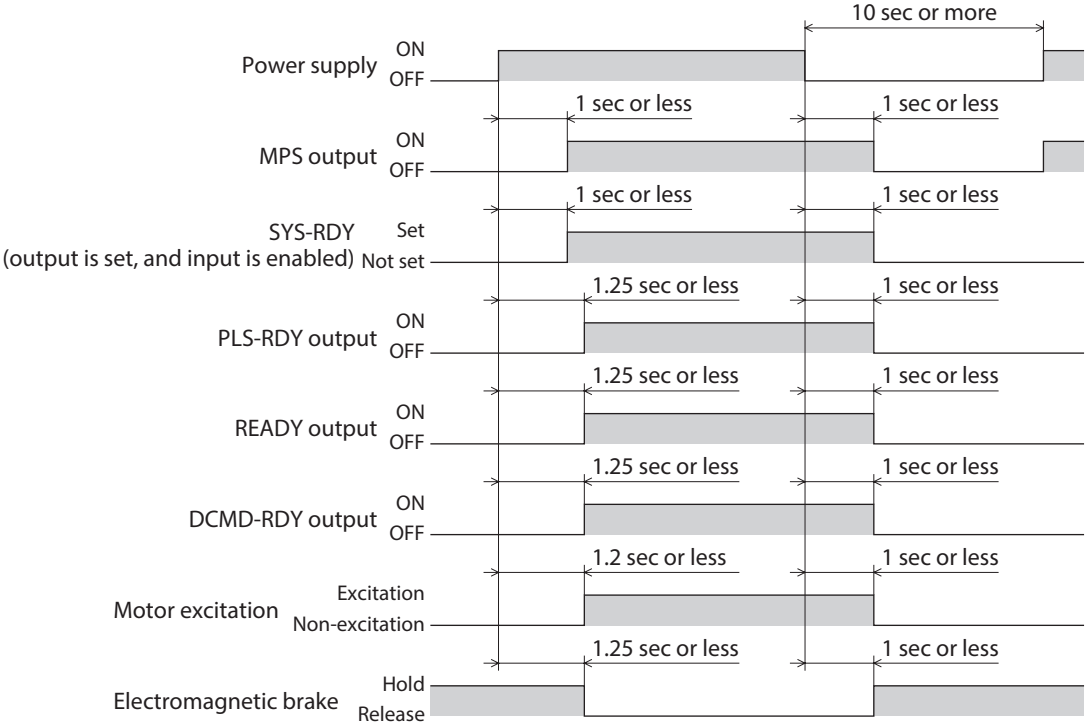 10 sec or more
Power supply ON
OFF
1 sec or less 1 sec or less
MPS output ON
OFF
1 sec or less 1 sec or less
SYS-RDY Set
(output is set, and input is enabled) Not set
1.25 sec or less 1 sec or less
PLS-RDY output ON
OFF
1.25 sec or less 1 sec or less
READY output ON
OFF
1.25 sec or less 1 sec or less
DCMD-RDY output ON
OFF
1.2 sec or less 1 sec or less
Motor excitation Excitation
Non-excitation
1.25 sec or less 1 sec or less
Electromagnetic brake Hold
Release